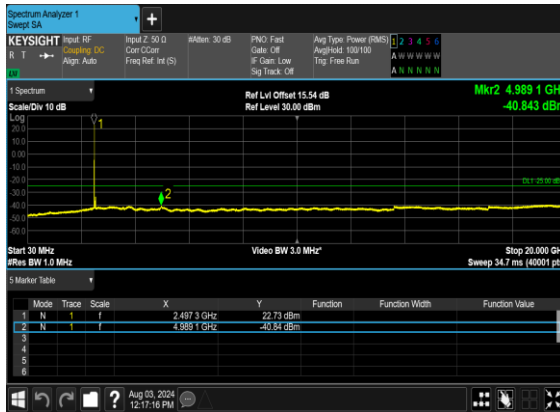 Spectrum Analyzer 1
Swept SA
+
KEYSIGHT Input: RF Input Z: 50 Ω #Atten: 30 dB PNO: Fast Avg Type: Power (RMS) 1 2 3 4 5 6
R T Coupling: DC Corr CCorr Gate: Off Avg|Hold: 100/100 A W W W W W
Align: Auto Freq Ref: Int (S) IF Gain: Low Trig: Free Run
Sig Track: Off A N N N N N
1 Spectrum Ref Lvl Offset 15.54 dB Mkr2 4.989 1 GH
Scale/Div 10 dB Ref Level 30.00 dBm -40.843 dB
Log
20.0
10.0
0.00
-10.0
-20.0
DL1 -25.00 dB
-30.0
-40.0
-50.0
-60.0
1
2
Start 30 MHz Video BW 3.0 MHz* Stop 20.000 GH
#Res BW 1.0 MHz Sweep 34.7 ms (40001 pt
5 Marker Table
Mode Trace Scale X Y Function Function Width Function Value
1 N 1 f 2.497 3 GHz 22.73 dBm
2 N 1 f 4.989 1 GHz -40.84 dBm
3
4
5
6
? Aug 03, 2024
12:17:16 PM